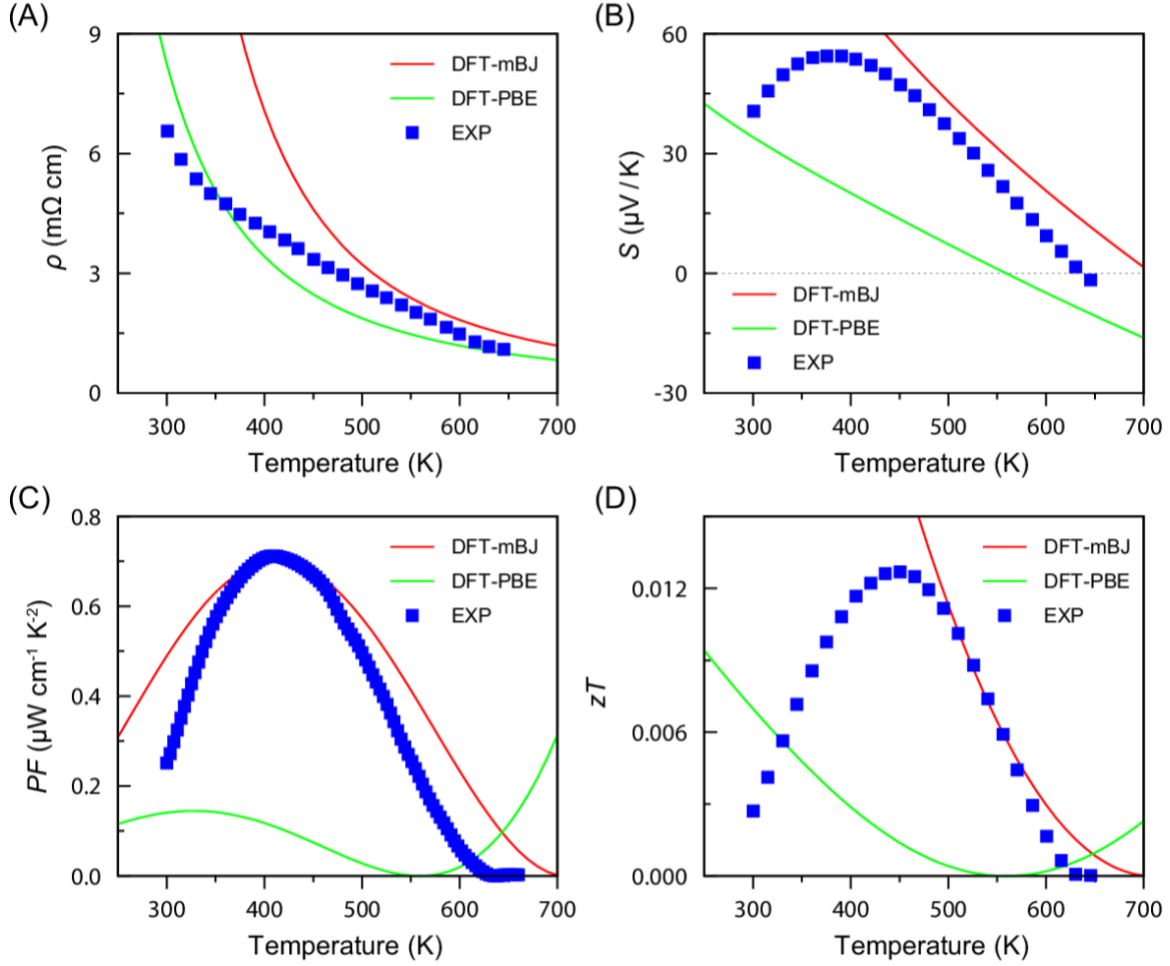 (A)
9
6
3
0
ρ (mΩ cm)
DFT-mBJ
DFT-PBE
EXP
300 400 500 600 700
Temperature (K)
(B)
60
30
0
-30
S (μV / K)
DFT-mBJ
DFT-PBE
EXP
300 400 500 600 700
Temperature (K)
(C)
0.8
0.6
0.4
0.2
0.0
PF (μW cm⁻¹ K⁻²)
DFT-mBJ
DFT-PBE
EXP
300 400 500 600 700
Temperature (K)
(D)
0.012
0.006
0.000
zT
DFT-mBJ
DFT-PBE
EXP
300 400 500 600 700
Temperature (K)